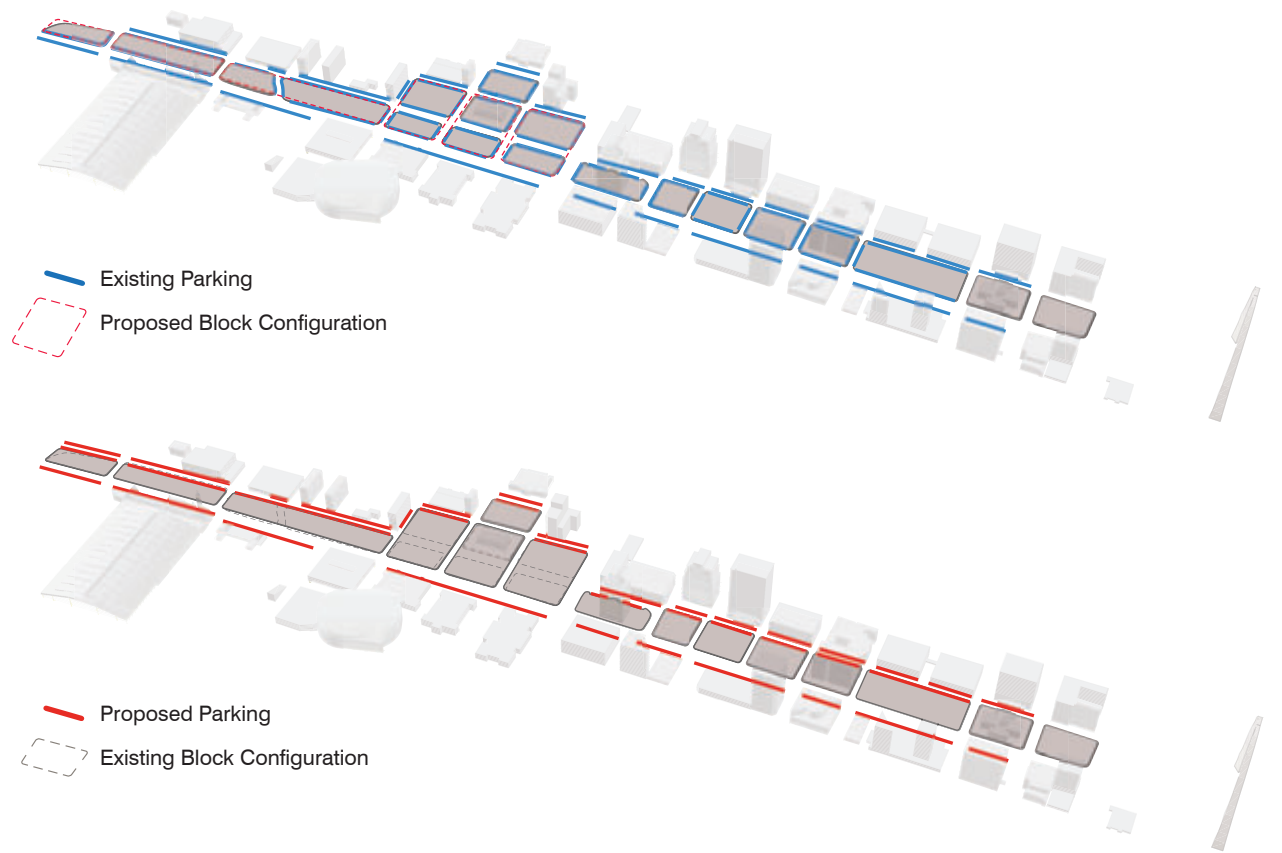 Existing Parking
Proposed Block Configuration
Proposed Parking
Existing Block Configuration